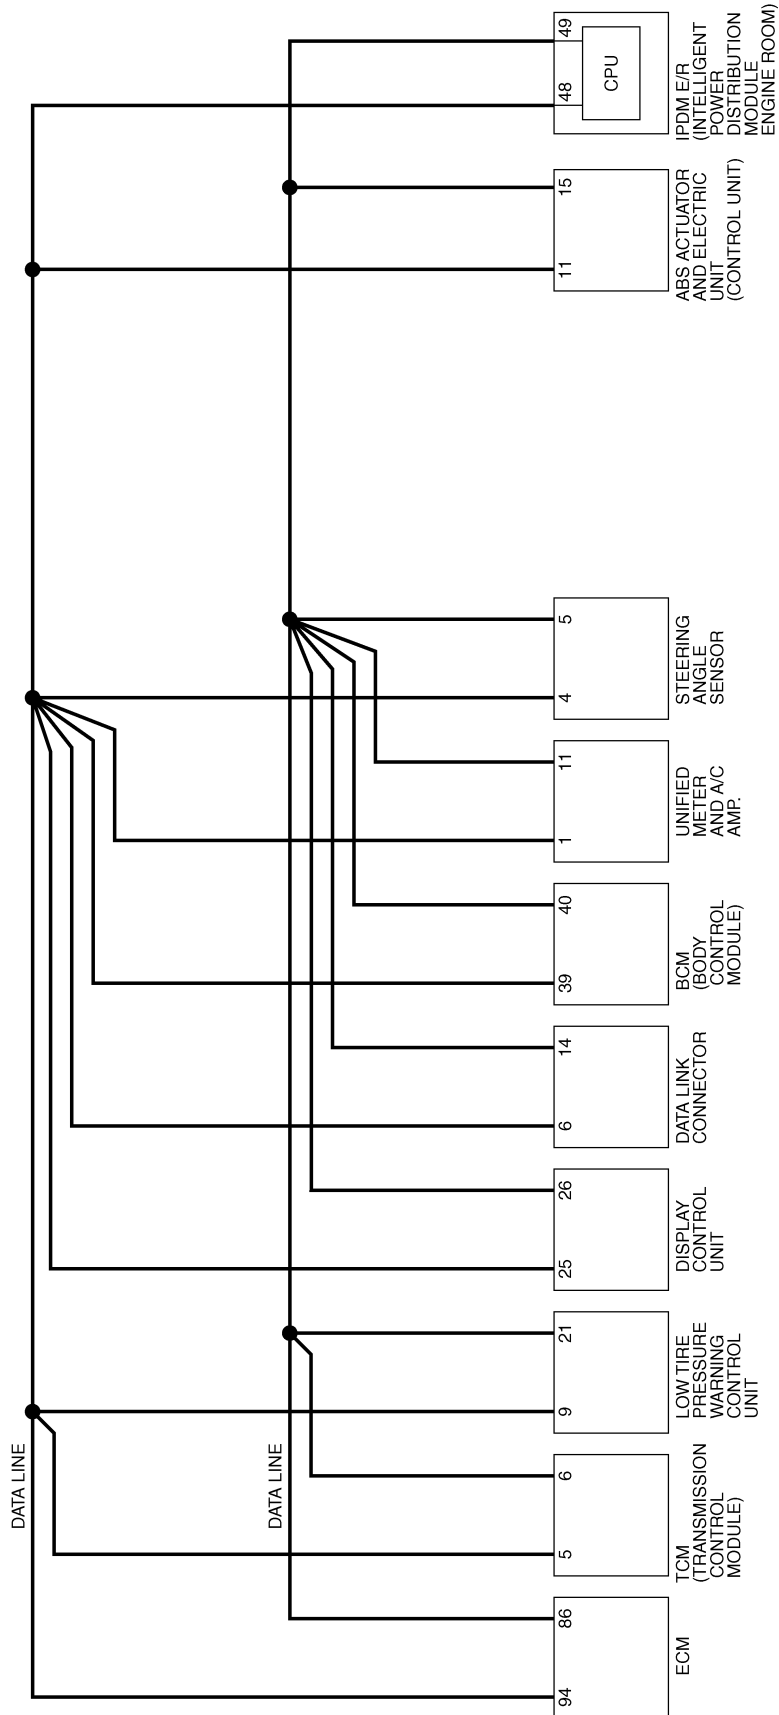 DATA LINE
DATA LINE
94
86
ECM
5
6
TCM
(TRANSMISSION
CONTROL
MODULE)
9
21
LOW TIRE
PRESSURE
WARNING
CONTROL
UNIT
25
26
DISPLAY
CONTROL
UNIT
6
14
DATA LINK
CONNECTOR
39
40
BCM
(BODY
CONTROL
MODULE)
1
11
UNIFIED
METER
AND A/C
AMP.
4
5
STEERING
ANGLE
SENSOR
11
15
ABS ACTUATOR
AND ELECTRIC
UNIT
(CONTROL UNIT)
48
49
CPU
IPDM E/R
(INTELLIGENT
POWER
DISTRIBUTION
MODULE
ENGINE ROOM)